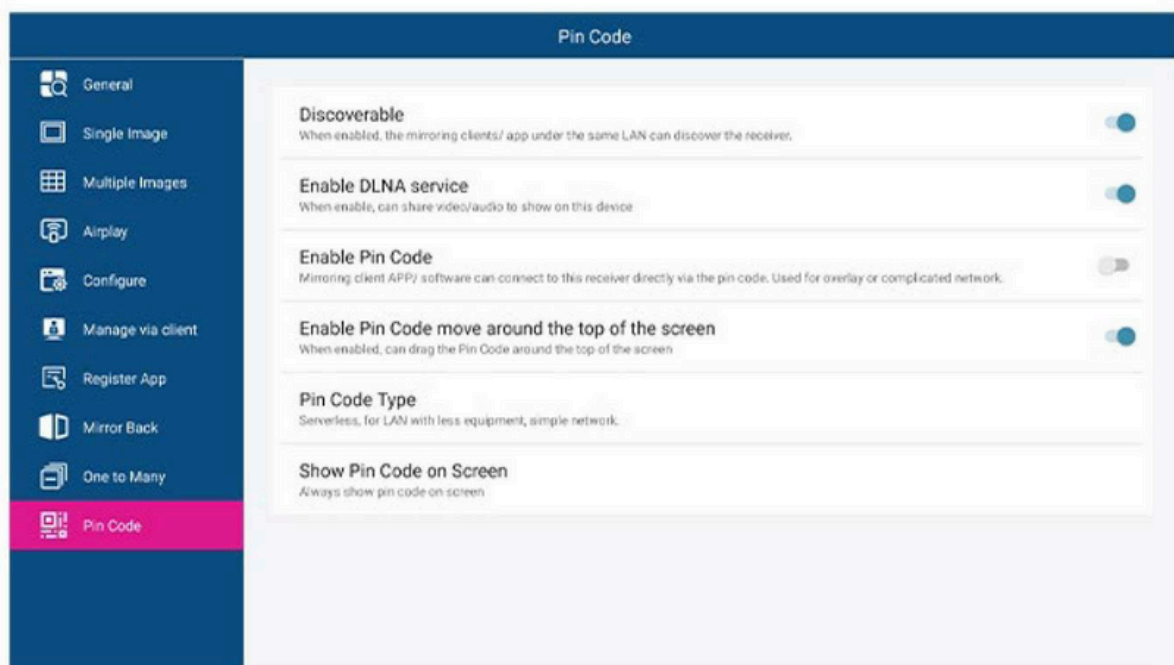 Pin Code
General
Single Image
Multiple Images
Airplay
Configure
Manage via client
Register App
Mirror Back
One to Many
Pin Code
Discoverable
When enabled, the mirroring clients/ app under the same LAN can discover the receiver.
Enable DLNA service
When enable, can share video/audio to show on this device
Enable Pin Code
Mirroring client APP/ software can connect to this receiver directly via the pin code. Used for overlay or complicated network.
Enable Pin Code move around the top of the screen
When enabled, can drag the Pin Code around the top of the screen
Pin Code Type
Serverless, for LAN with less equipment, simple network.
Show Pin Code on Screen
Always show pin code on screen